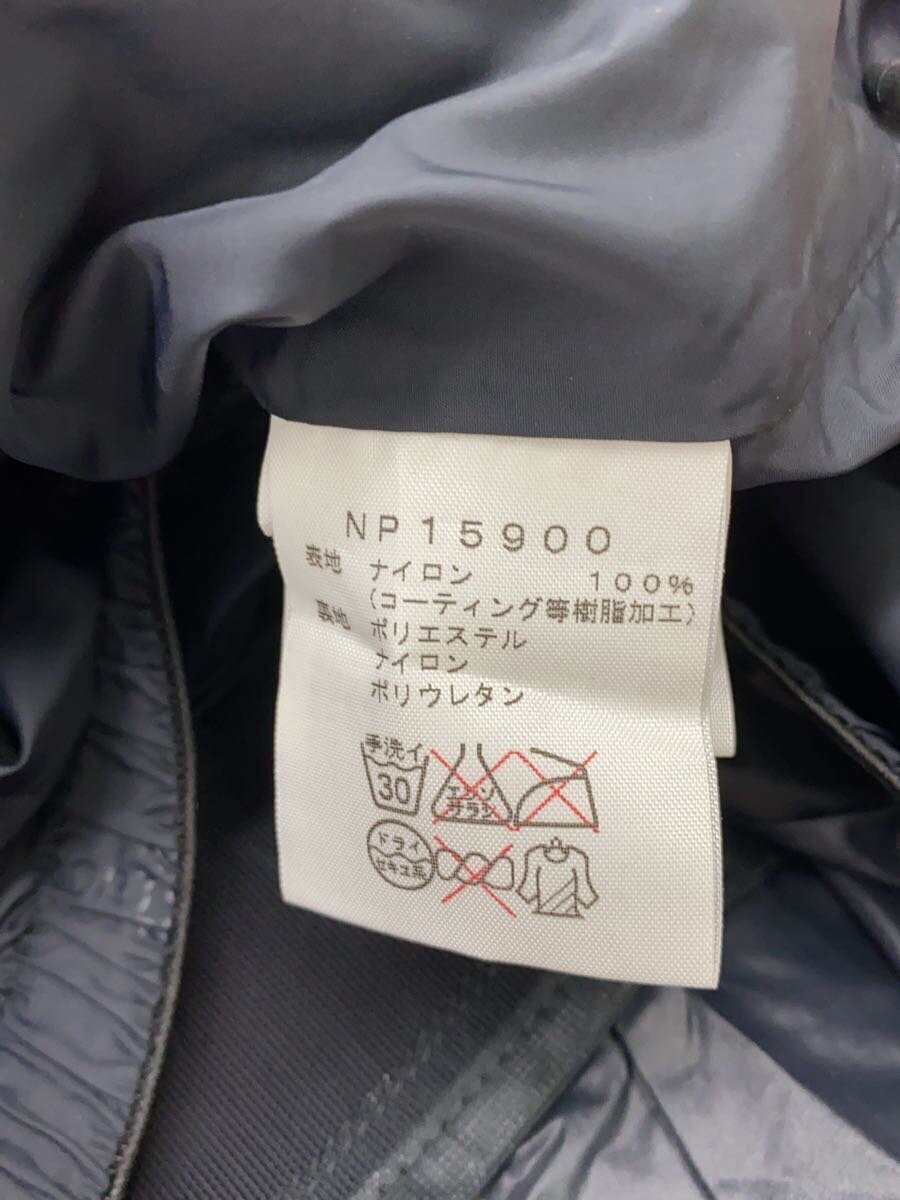 NP15900
表地 ナイロン 100%
(コーティング等樹脂加工)
裏地 ポリエステル
ナイロン
ポリウレタン
手洗イ
30
エンソ
サラシ
ドライ
セキユ系